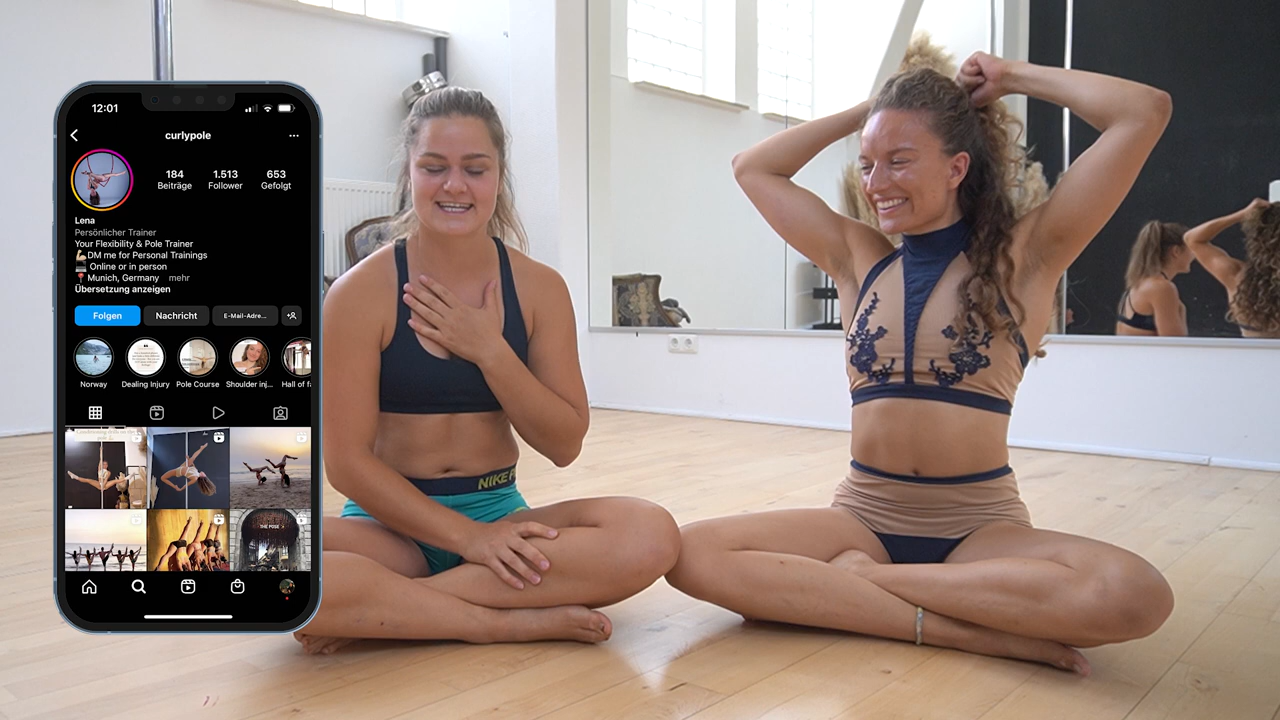 12:01
curlypole
184 1.513 653
Beiträge Follower Gefolgt
Lena
Persönlicher Trainer
Your Flexibility & Pole Trainer
💪DM me for Personal Trainings
💻 Online or in person
📍Munich, Germany mehr
Übersetzung anzeigen
Folgen Nachricht E-Mail-Adre...
Norway Dealing Injury Pole Course Shoulder inj... Hall of fa
THE POLE
NIKE